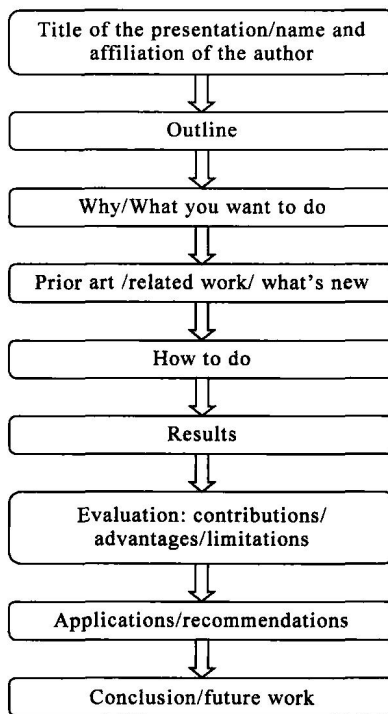 Title of the presentation/name and
affiliation of the author
Outline
Why/What you want to do
Prior art /related work/ what's new
How to do
Results
Evaluation: contributions/
advantages/limitations
Applications/recommendations
Conclusion/future work